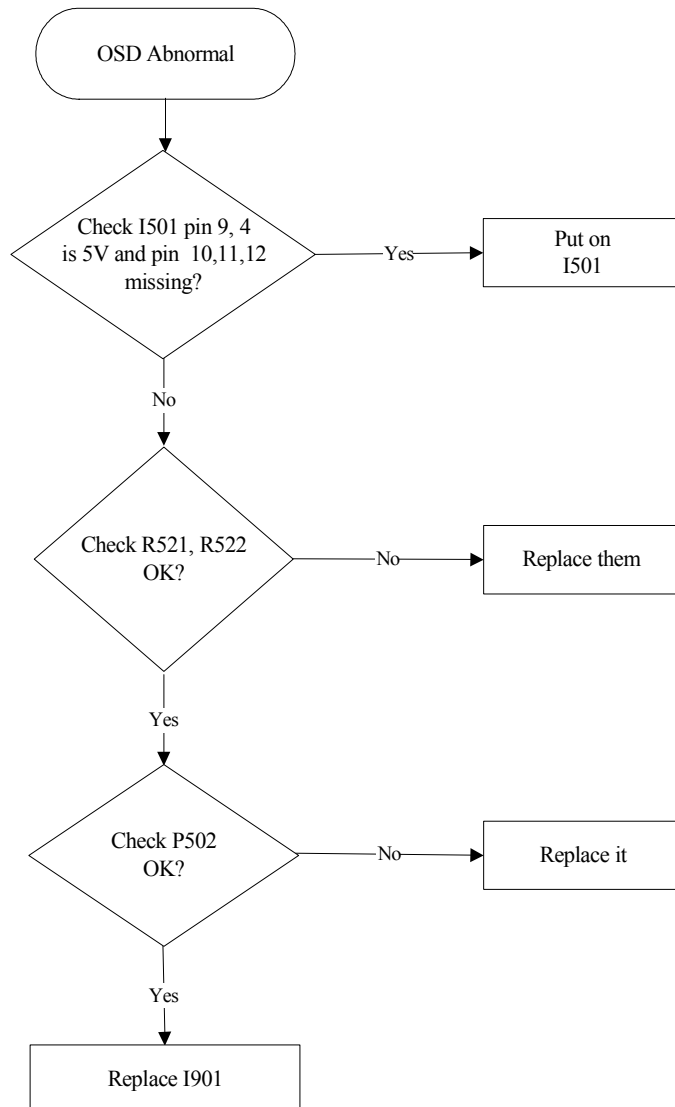 OSD Abnormal
Check I501 pin 9, 4
is 5V and pin 10,11,12
missing?
Yes
Put on
I501
No
Check R521, R522
OK?
No
Replace them
Yes
Check P502
OK?
No
Replace it
Yes
Replace I901